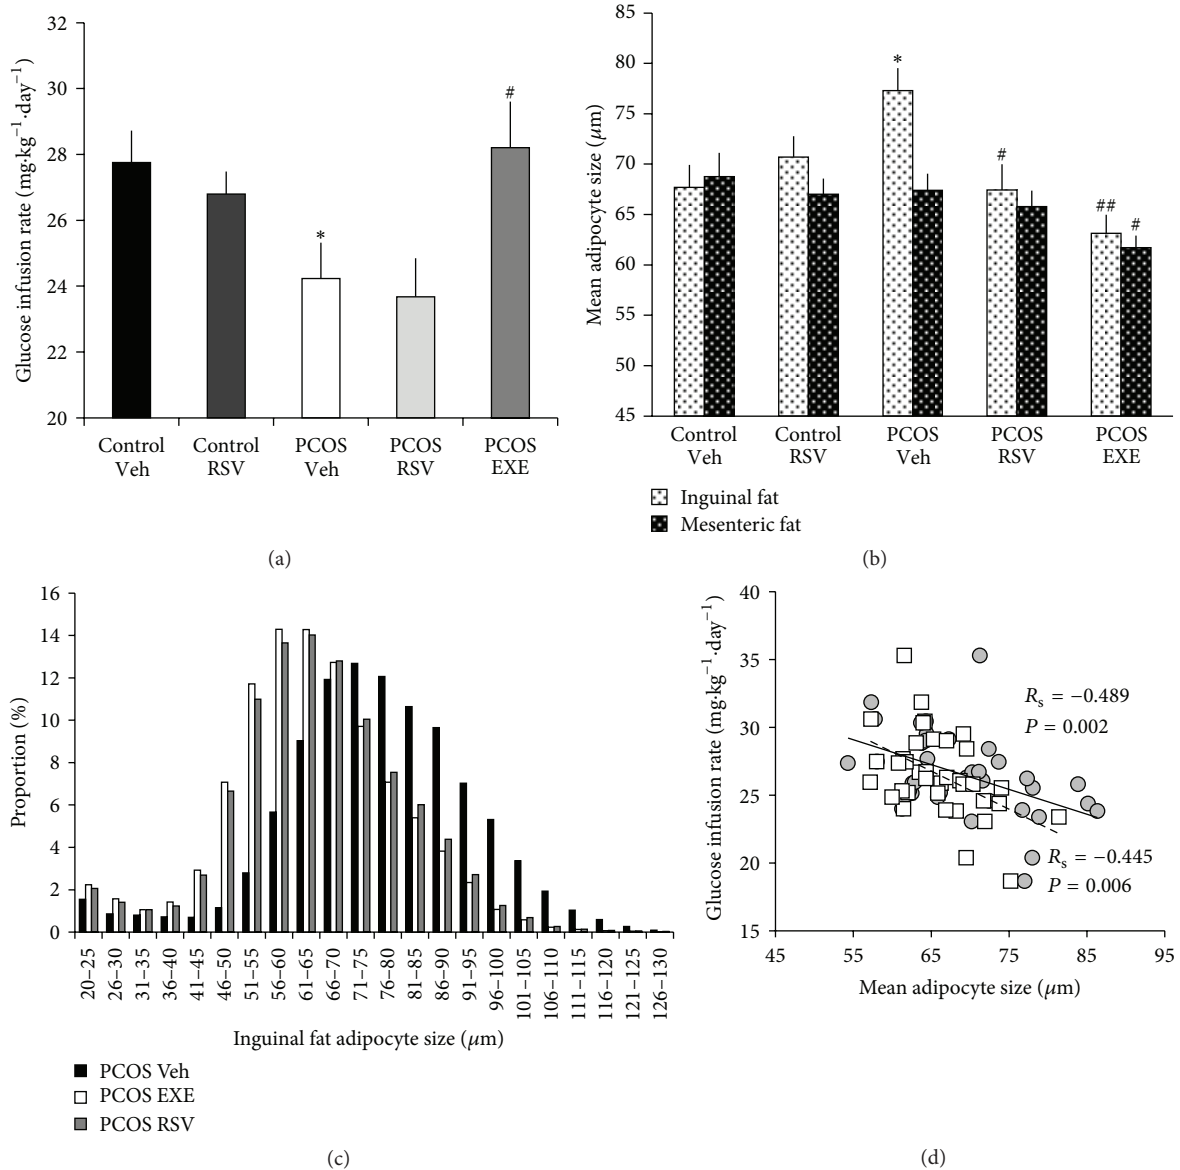 32
30
28
26
24
22
20
Glucose infusion rate (mg·kg⁻¹·day⁻¹)
*
#
Control Veh
Control RSV
PCOS Veh
PCOS RSV
PCOS EXE
(a)
85
80
75
70
65
60
55
50
45
Mean adipocyte size (μm)
*
#
##
#
Control Veh
Control RSV
PCOS Veh
PCOS RSV
PCOS EXE
Inguinal fat
Mesenteric fat
(b)
16
14
12
10
8
6
4
2
0
Proportion (%)
20–25
26–30
31–35
36–40
41–45
46–50
51–55
56–60
61–65
66–70
71–75
76–80
81–85
86–90
91–95
96–100
101–105
106–110
111–115
116–120
121–125
126–130
Inguinal fat adipocyte size (μm)
PCOS Veh
PCOS EXE
PCOS RSV
(c)
40
35
30
25
20
15
Glucose infusion rate (mg·kg⁻¹·day⁻¹)
Rₛ = −0.489
P = 0.002
Rₛ = −0.445
P = 0.006
45
55
65
75
85
95
Mean adipocyte size (μm)
(d)